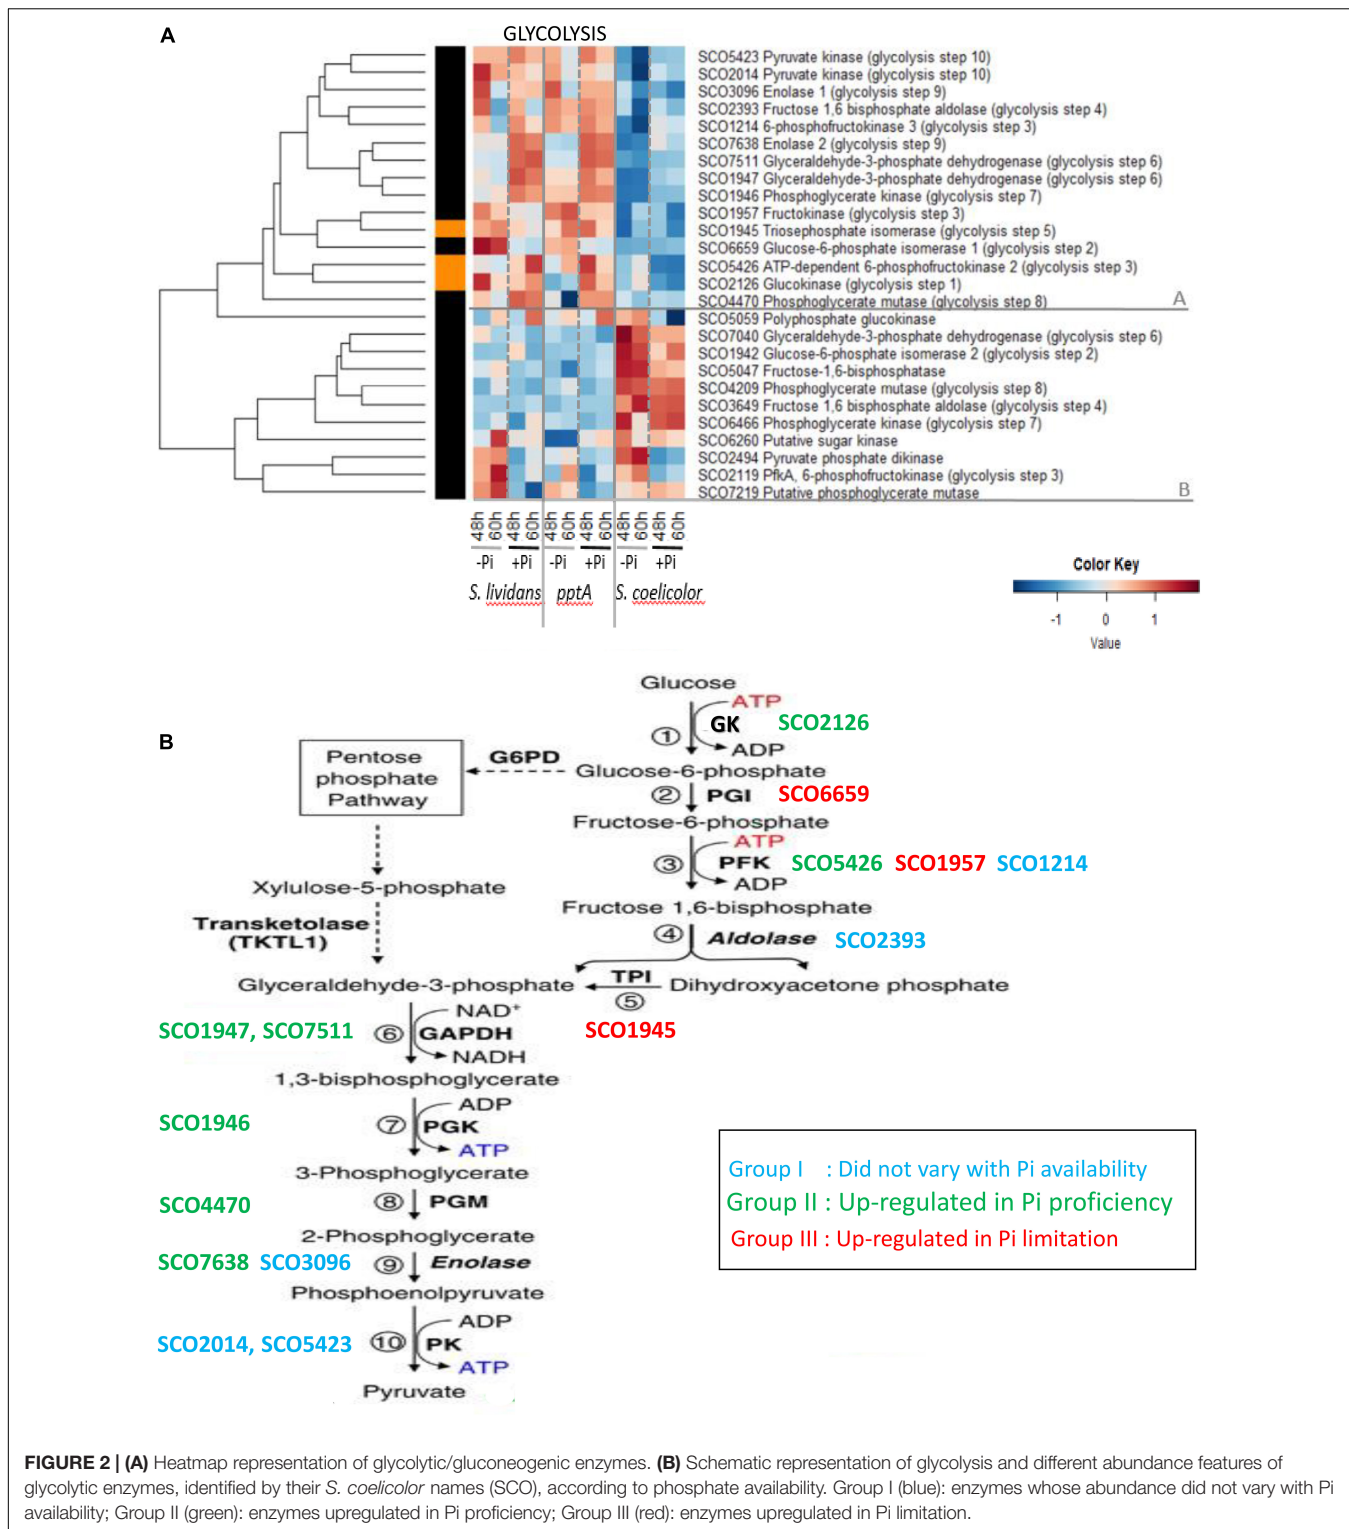 A
GLYCOLYSIS
SCO5423 Pyruvate kinase (glycolysis step 10)
SCO2014 Pyruvate kinase (glycolysis step 10)
SCO3096 Enolase 1 (glycolysis step 9)
SCO2393 Fructose 1,6 bisphosphate aldolase (glycolysis step 4)
SCO1214 6-phosphofructokinase 3 (glycolysis step 3)
SCO7638 Enolase 2 (glycolysis step 9)
SCO7511 Glyceraldehyde-3-phosphate dehydrogenase (glycolysis step 6)
SCO1947 Glyceraldehyde-3-phosphate dehydrogenase (glycolysis step 6)
SCO1946 Phosphoglycerate kinase (glycolysis step 7)
SCO1957 Fructokinase (glycolysis step 3)
SCO1945 Triosephosphate isomerase (glycolysis step 5)
SCO6659 Glucose-6-phosphate isomerase 1 (glycolysis step 2)
SCO5426 ATP-dependent 6-phosphofructokinase 2 (glycolysis step 3)
SCO2126 Glucokinase (glycolysis step 1)
SCO4470 Phosphoglycerate mutase (glycolysis step 8)
A
SCO5059 Polyphosphate glucokinase
SCO7040 Glyceraldehyde-3-phosphate dehydrogenase (glycolysis step 6)
SCO1942 Glucose-6-phosphate isomerase 2 (glycolysis step 2)
SCO5047 Fructose-1,6-bisphosphatase
SCO4209 Phosphoglycerate mutase (glycolysis step 8)
SCO3649 Fructose 1,6 bisphosphate aldolase (glycolysis step 4)
SCO6466 Phosphoglycerate kinase (glycolysis step 7)
SCO6260 Putative sugar kinase
SCO2494 Pyruvate phosphate dikinase
SCO2119 PfkA, 6-phosphofructokinase (glycolysis step 3)
SCO7219 Putative phosphoglycerate mutase
B
48h 60h 48h 60h 48h 60h 48h 60h 48h 60h 48h 60h
-Pi +Pi -Pi +Pi -Pi +Pi
S. lividans pptA S. coelicolor
Color Key
-1 0 1
Value
B
Glucose
ATP
① GK SCO2126
ADP
Pentose phosphate Pathway
G6PD
Glucose-6-phosphate
② PGI SCO6659
Fructose-6-phosphate
ATP
③ PFK SCO5426 SCO1957 SCO1214
ADP
Xylulose-5-phosphate
Fructose 1,6-bisphosphate
Transketolase
(TKTL1)
④ Aldolase SCO2393
Glyceraldehyde-3-phosphate TPI Dihydroxyacetone phosphate
⑤
SCO1945
NAD+
SCO1947, SCO7511 ⑥ GAPDH
NADH
1,3-bisphosphoglycerate
ADP
SCO1946 ⑦ PGK
ATP
3-Phosphoglycerate
SCO4470 ⑧ PGM
2-Phosphoglycerate
SCO7638 SCO3096 ⑨ Enolase
Phosphoenolpyruvate
ADP
SCO2014, SCO5423 ⑩ PK
ATP
Pyruvate
Group I : Did not vary with Pi availability
Group II : Up-regulated in Pi proficiency
Group III : Up-regulated in Pi limitation
FIGURE 2 | (A) Heatmap representation of glycolytic/gluconeogenic enzymes. (B) Schematic representation of glycolysis and different abundance features of
glycolytic enzymes, identified by their S. coelicolor names (SCO), according to phosphate availability. Group I (blue): enzymes whose abundance did not vary with Pi
availability; Group II (green): enzymes upregulated in Pi proficiency; Group III (red): enzymes upregulated in Pi limitation.